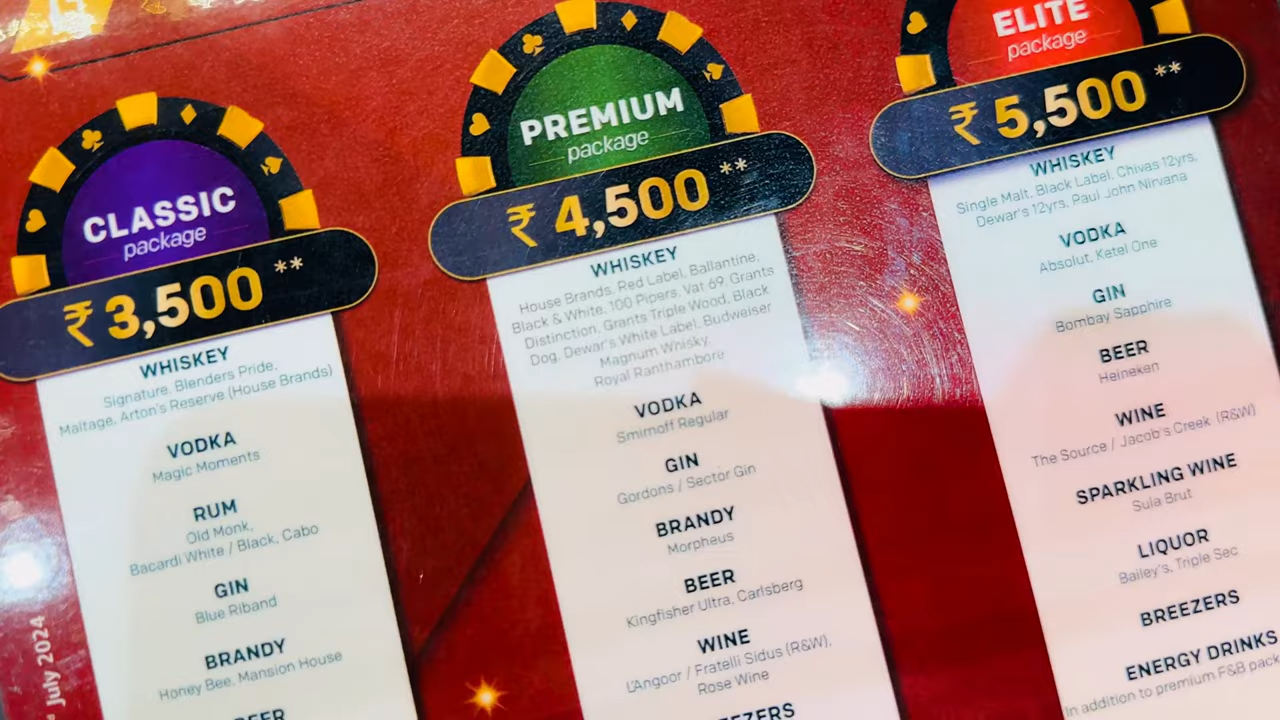 CLASSIC
package
₹ 3,500 **
WHISKEY
Signature, Blenders Pride,
Maltage, Arton's Reserve (House Brands)
VODKA
Magic Moments
RUM
Old Monk,
Bacardi White / Black, Cabo
GIN
Blue Riband
BRANDY
Honey Bee, Mansion House
July 2024
PREMIUM
package
₹ 4,500 **
WHISKEY
House Brands, Red Label, Ballantine,
Black & White, 100 Pipers, Vat 69, Grants
Distinction, Grants Triple Wood, Black
Dog, Dewar's White Label, Budweiser
Magnum Whisky,
Royal Ranthambore
VODKA
Smirnoff Regular
GIN
Gordons / Sector Gin
BRANDY
Morpheus
BEER
Kingfisher Ultra, Carlsberg
WINE
L'Angoor / Fratelli Sidus (R&W),
Rose Wine
ELITE
package
₹ 5,500 **
WHISKEY
Single Malt, Black Label, Chivas 12yrs,
Dewar's 12yrs, Paul John Nirvana
VODKA
Absolut, Ketel One
GIN
Bombay Sapphire
BEER
Heineken
WINE
The Source / Jacob's Creek (R&W)
SPARKLING WINE
Sula Brut
LIQUOR
Bailey's, Triple Sec
BREEZERS
ENERGY DRINKS
In addition to premium F&B pack